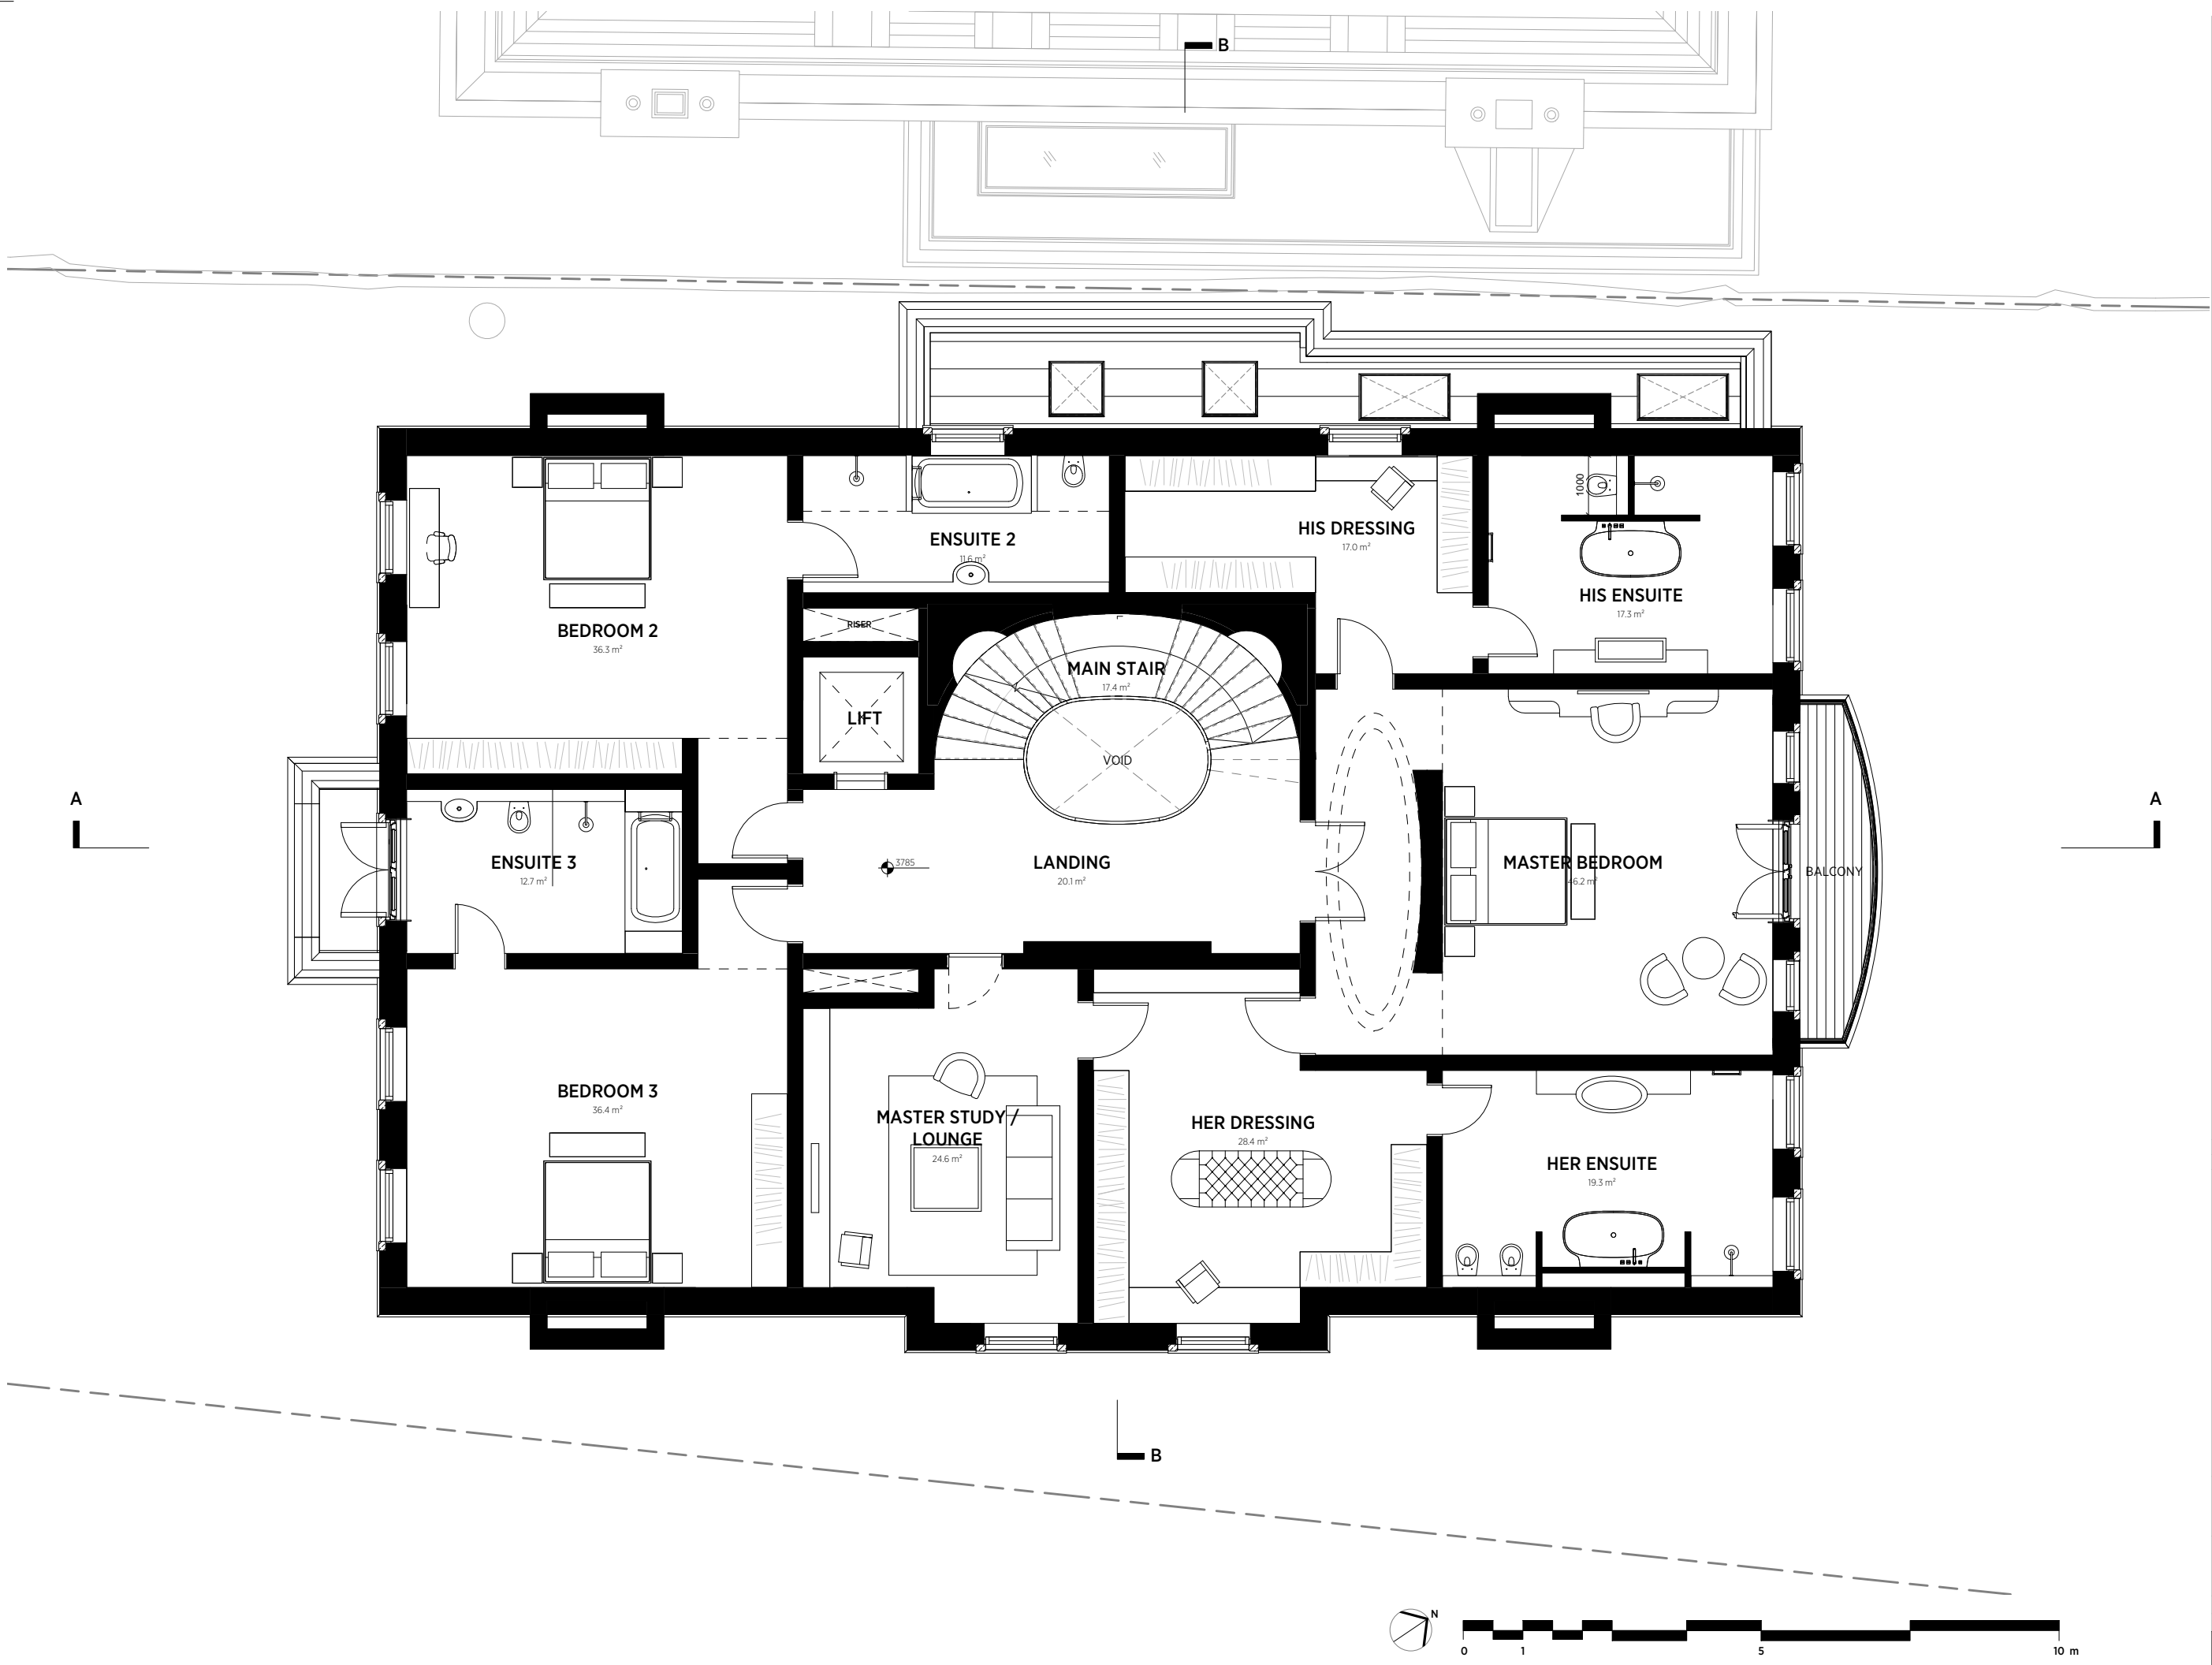 B
ENSUITE 2
11.6 m²
HIS DRESSING
17.0 m²
1000
HIS ENSUITE
17.3 m²
BEDROOM 2
36.3 m²
RISER
MAIN STAIR
17.4 m²
LIFT
VOID
A
A
ENSUITE 3
12.7 m²
3785
LANDING
20.1 m²
MASTER BEDROOM
46.2 m²
BALCONY
BEDROOM 3
36.4 m²
MASTER STUDY /
LOUNGE
24.6 m²
HER DRESSING
28.4 m²
HER ENSUITE
19.3 m²
B
N
0 1 5 10 m